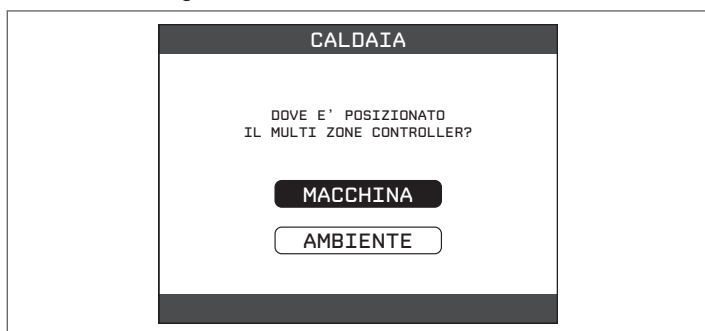 CALDAIA
DOVE E' POSIZIONATO
IL MULTI ZONE CONTROLLER?
MACCHINA
AMBIENTE